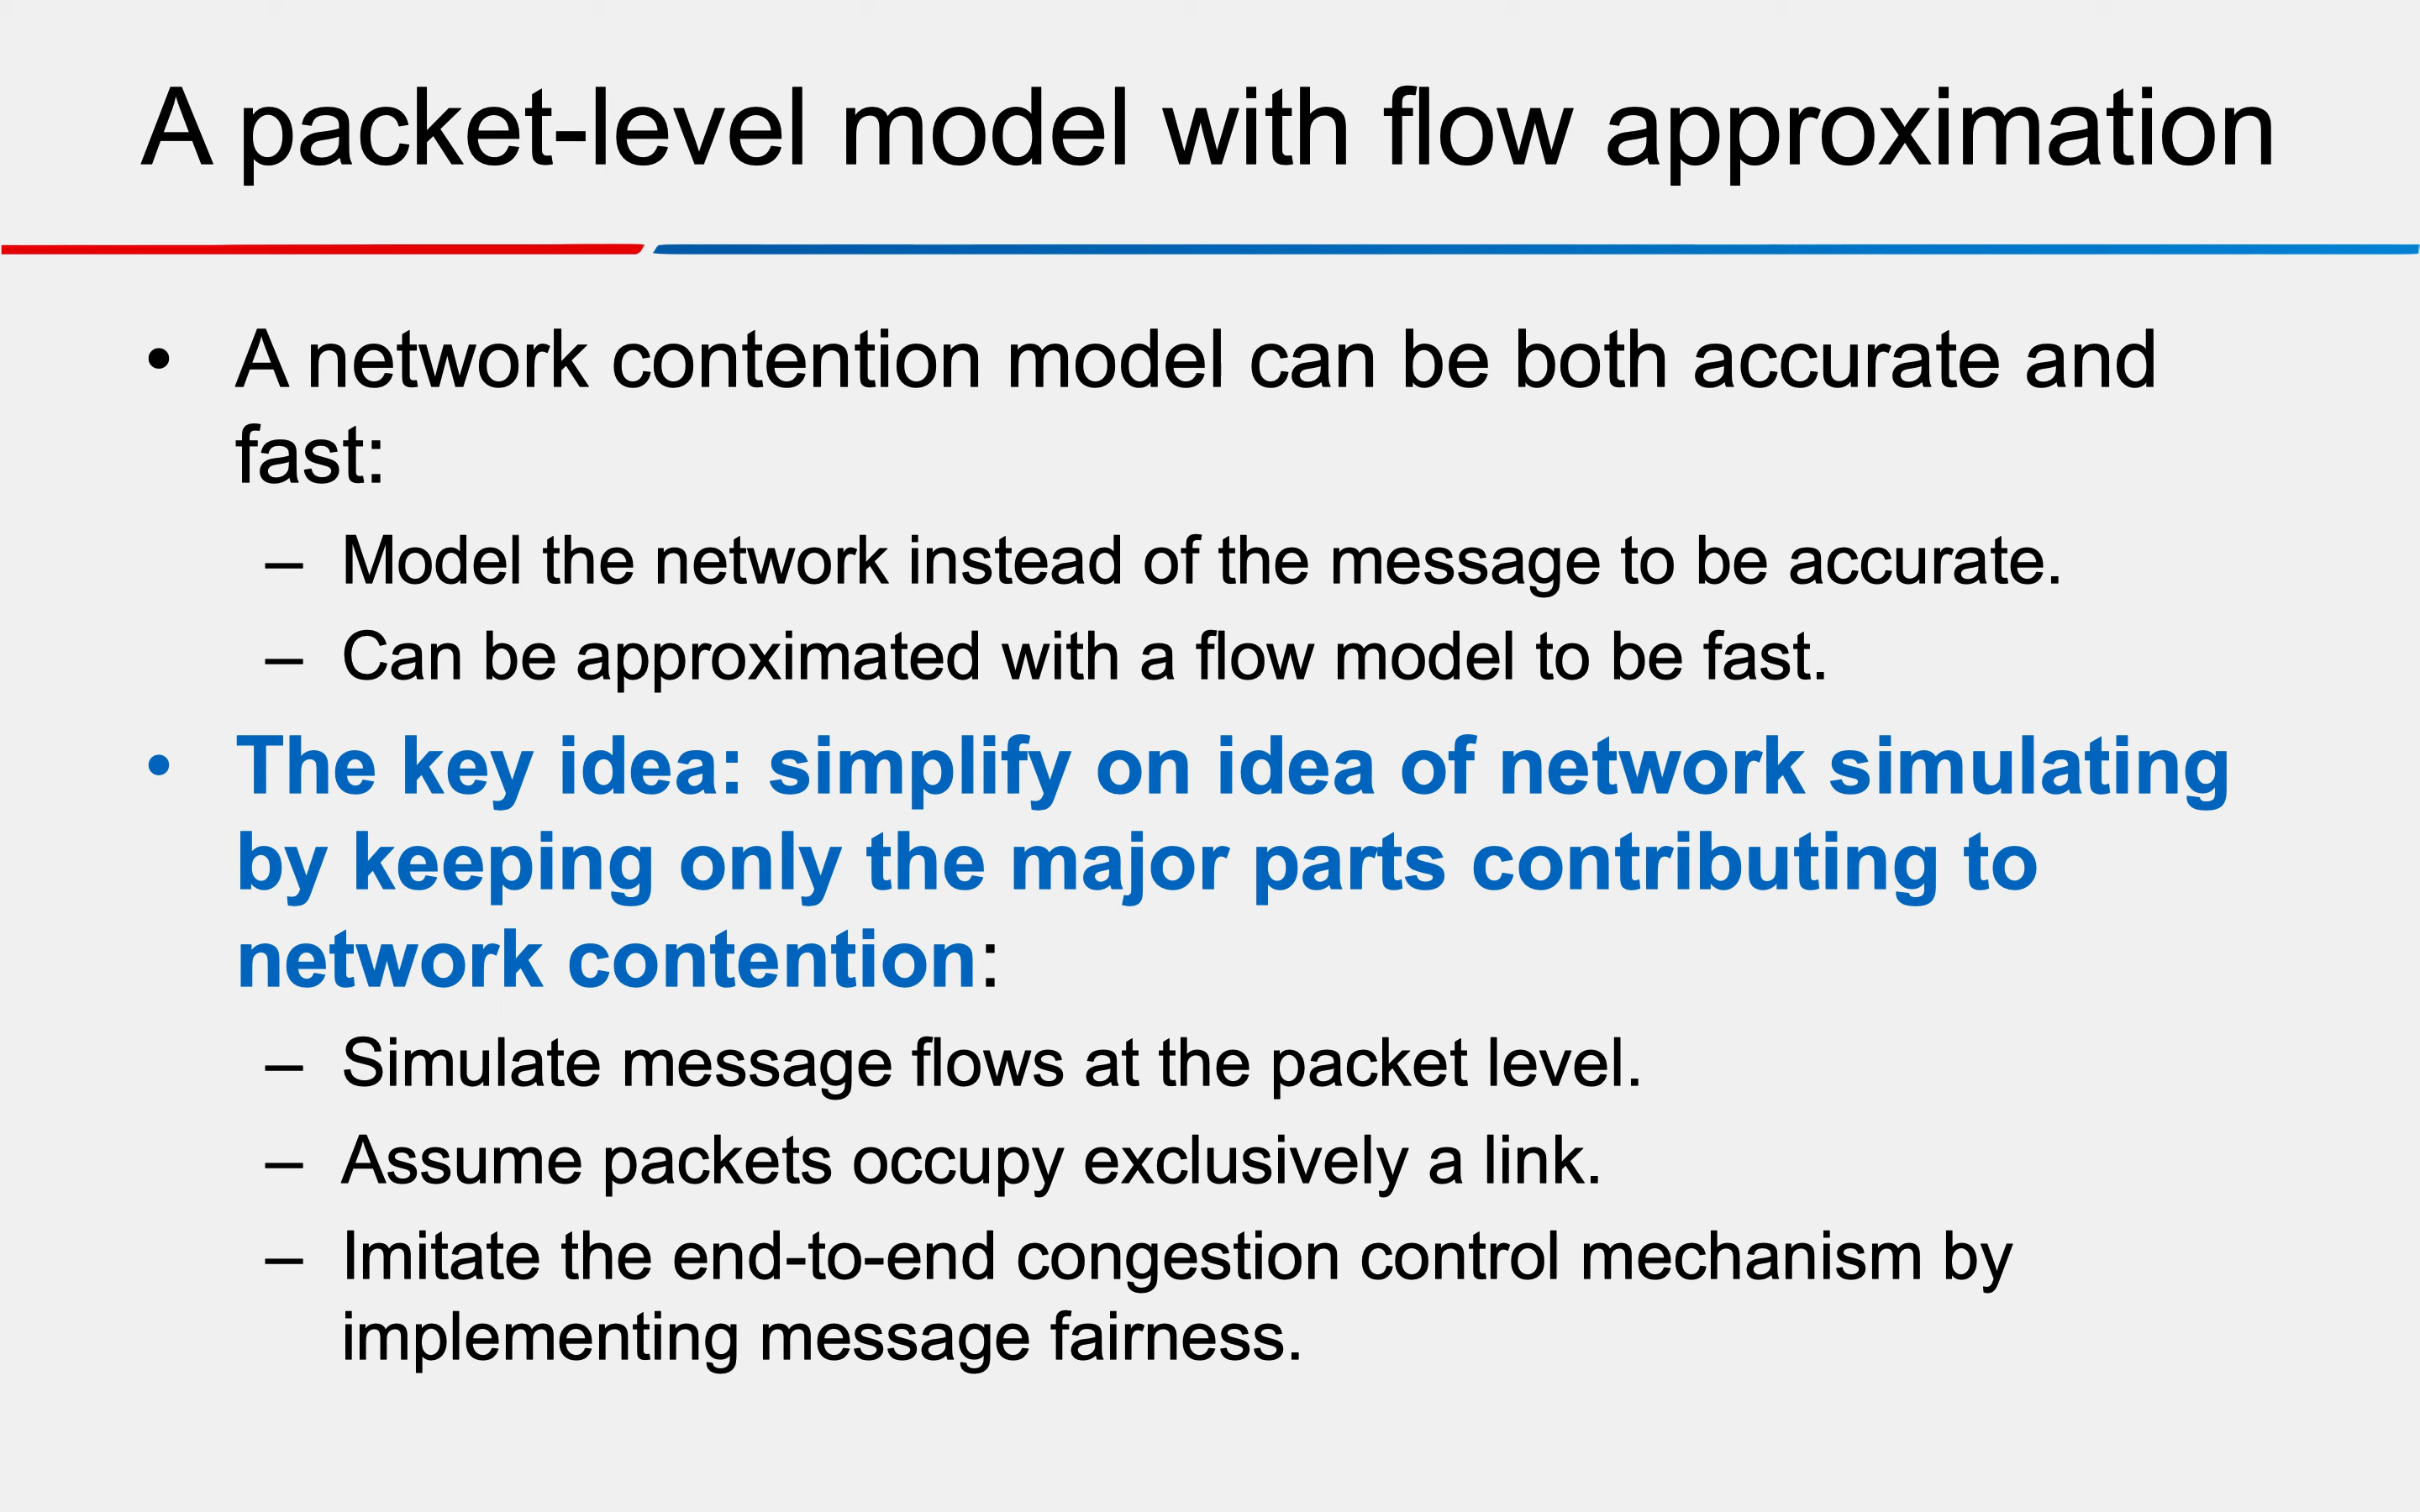 A packet-level model with flow approximation
• A network contention model can be both accurate and
fast:
– Model the network instead of the message to be accurate.
– Can be approximated with a flow model to be fast.
• The key idea: simplify on idea of network simulating
by keeping only the major parts contributing to
network contention:
– Simulate message flows at the packet level.
– Assume packets occupy exclusively a link.
– Imitate the end-to-end congestion control mechanism by
implementing message fairness.